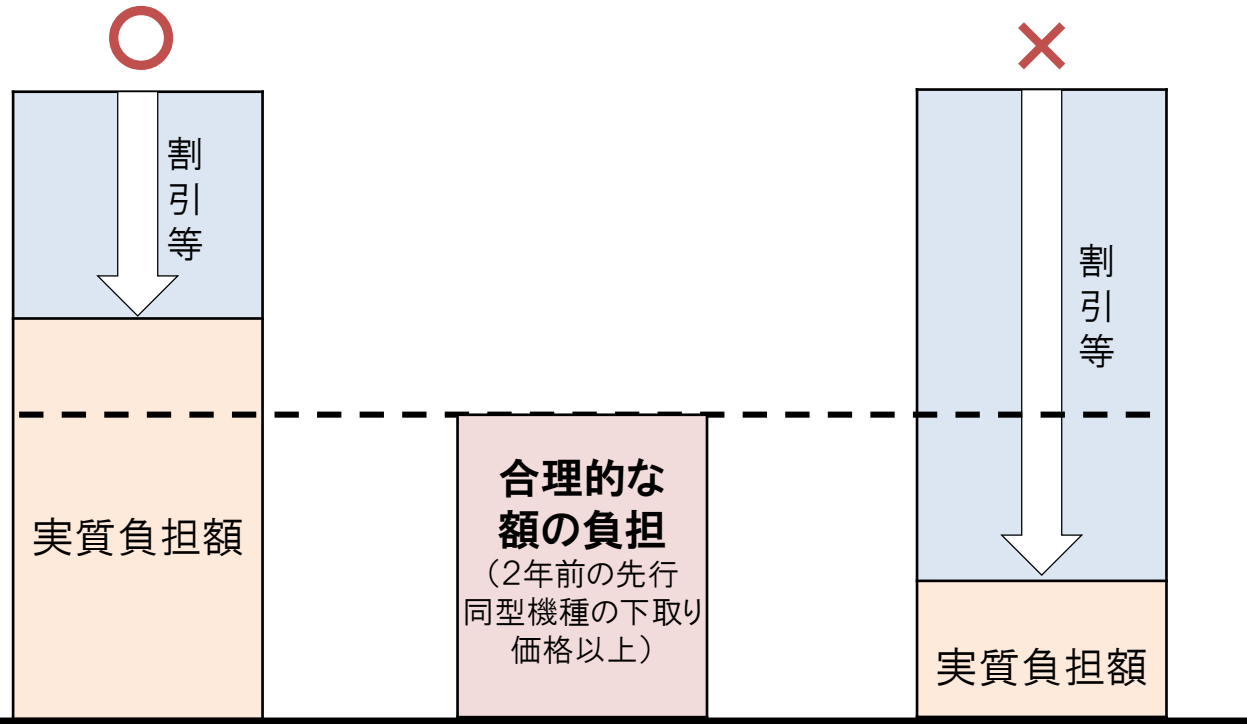 割引等
実質負担額
合理的な
額の負担
（2年前の先行
同型機種の下取り
価格以上）
割引等
実質負担額